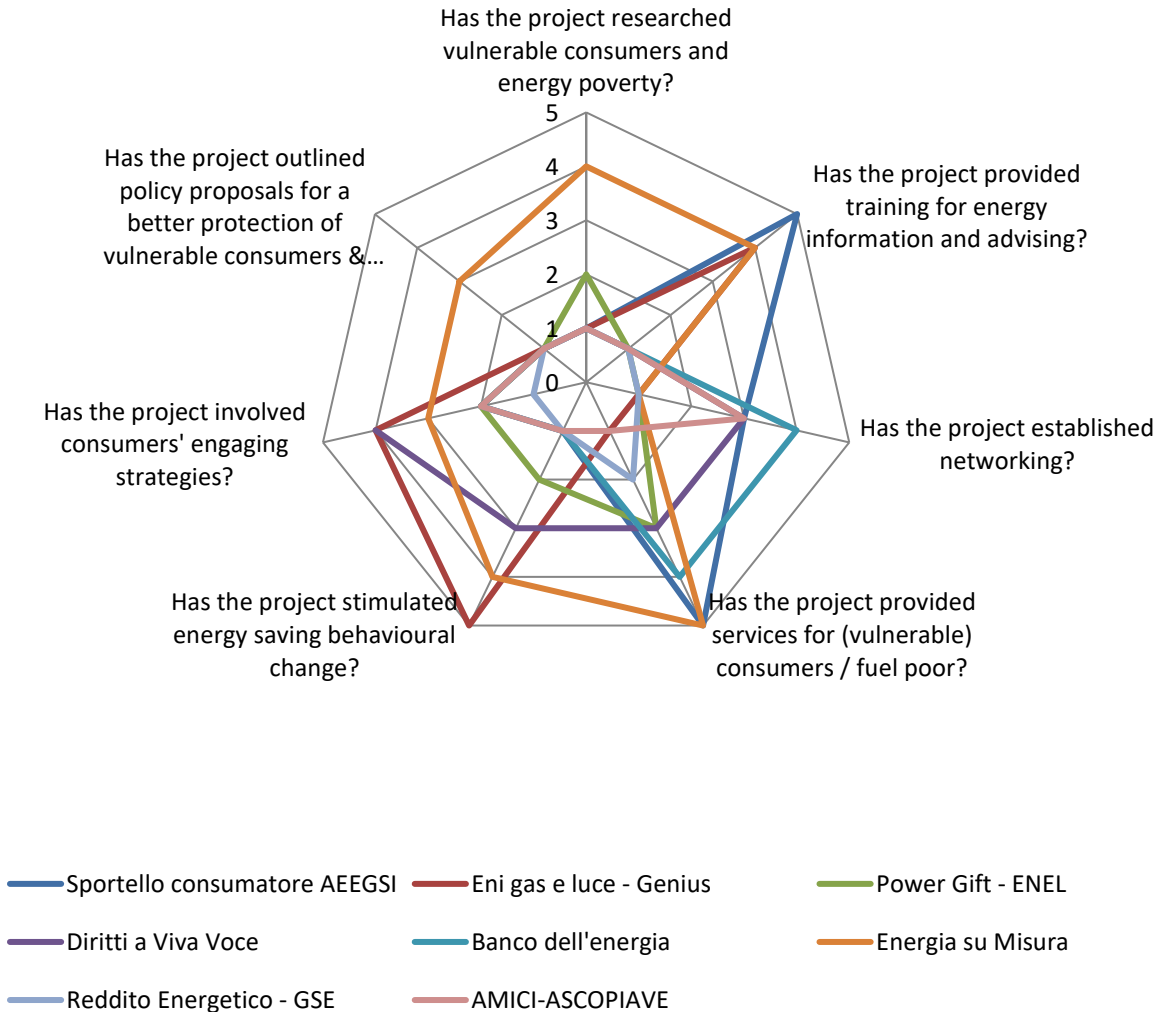 Has the project researched
vulnerable consumers and
energy poverty?
5
4
3
2
1
0
Has the project provided
training for energy
information and advising?
Has the project established
networking?
Has the project provided
services for (vulnerable)
consumers / fuel poor?
Has the project stimulated
energy saving behavioural
change?
Has the project involved
consumers' engaging
strategies?
Has the project outlined
policy proposals for a
better protection of
vulnerable consumers &...
Sportello consumatore AEEGSI
Eni gas e luce - Genius
Power Gift - ENEL
Diritti a Viva Voce
Banco dell'energia
Energia su Misura
Reddito Energetico - GSE
AMICI-ASCOPIAVE